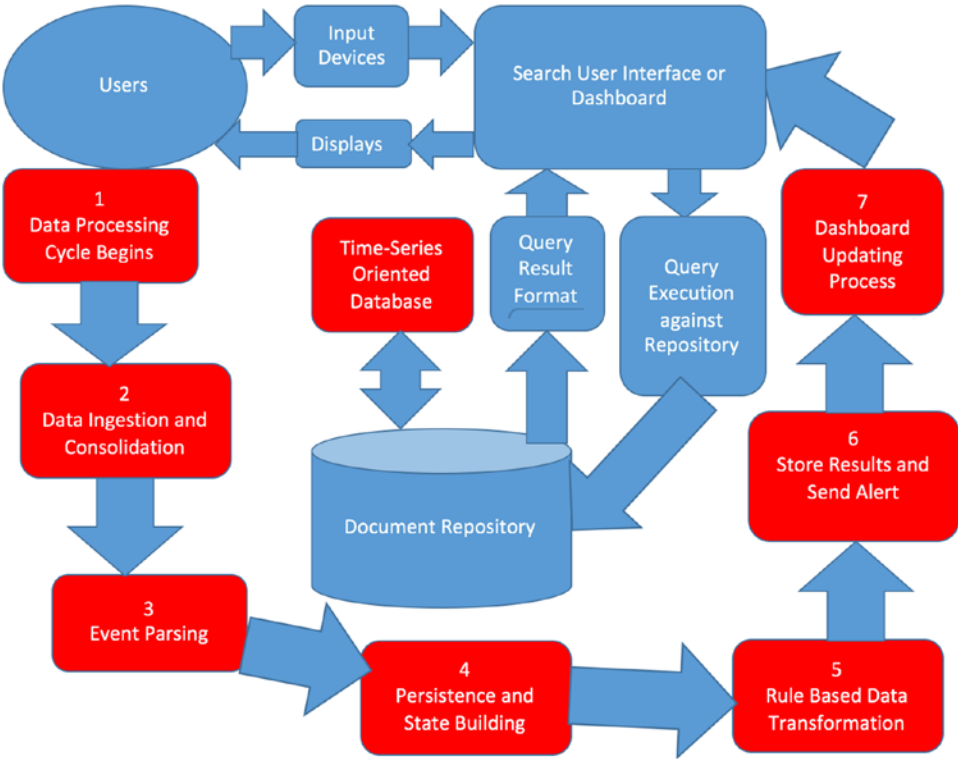 Users
Input
Devices
Search User Interface or
Dashboard
Displays
1
Data Processing
Cycle Begins
Time-Series
Oriented
Database
Query
Result
Format
Query
Execution
against
Repository
7
Dashboard
Updating
Process
2
Data Ingestion and
Consolidation
Document Repository
6
Store Results and
Send Alert
3
Event Parsing
4
Persistence and
State Building
5
Rule Based Data
Transformation